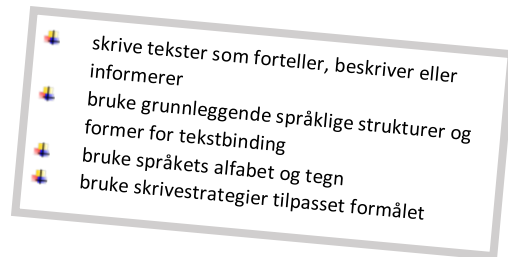 skrive tekster som forteller, beskriver eller
informerer
bruke grunnleggende språklige strukturer og
former for tekstbinding
bruke språkets alfabet og tegn
bruke skrivestrategier tilpasset formålet